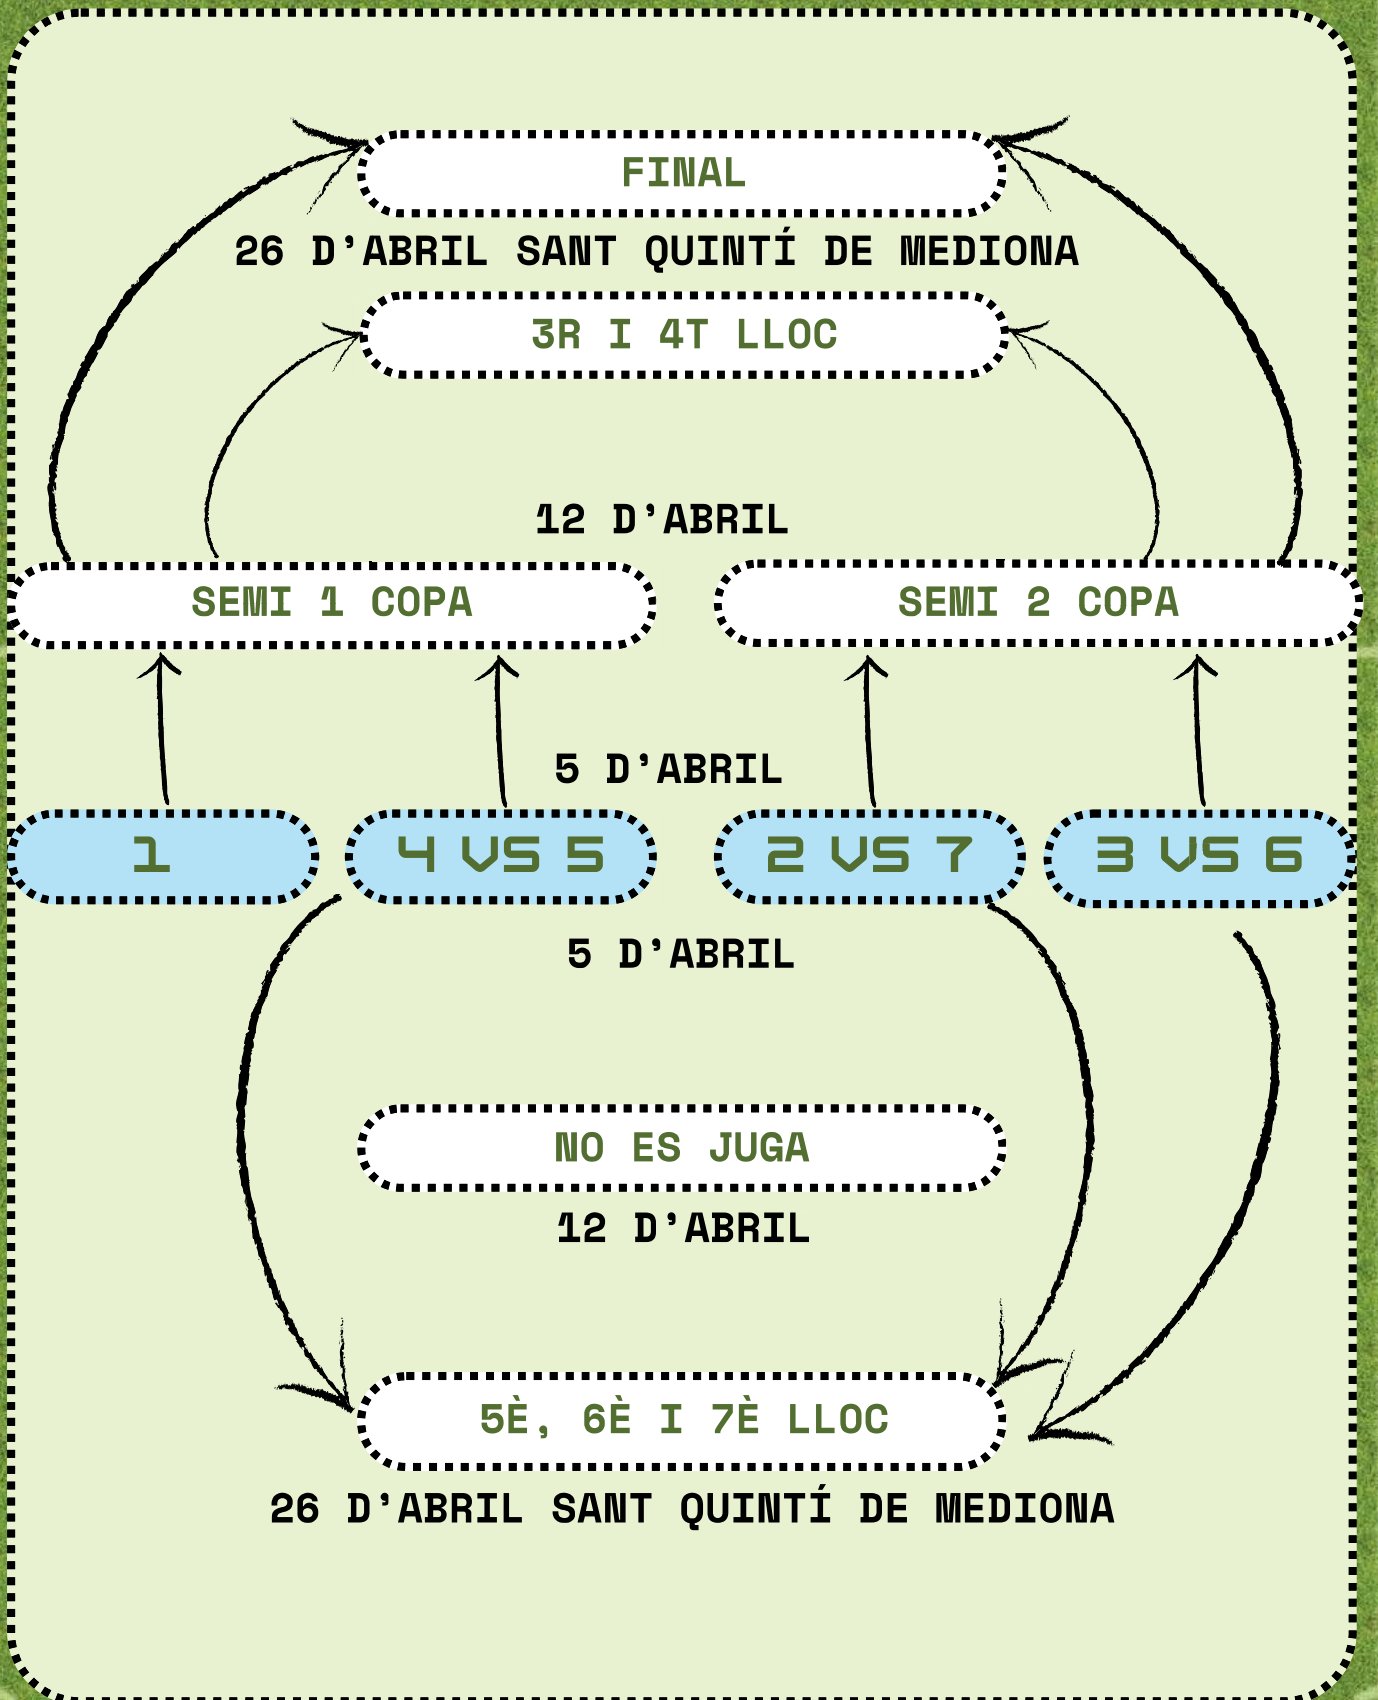 FINAL
26 D'ABRIL SANT QUINTÍ DE MEDIONA
3R I 4T LLOC
12 D'ABRIL
SEMI 1 COPA
SEMI 2 COPA
5 D'ABRIL
1
4 VS 5
2 VS 7
3 VS 6
5 D'ABRIL
NO ES JUGA
12 D'ABRIL
5È, 6È I 7È LLOC
26 D'ABRIL SANT QUINTÍ DE MEDIONA